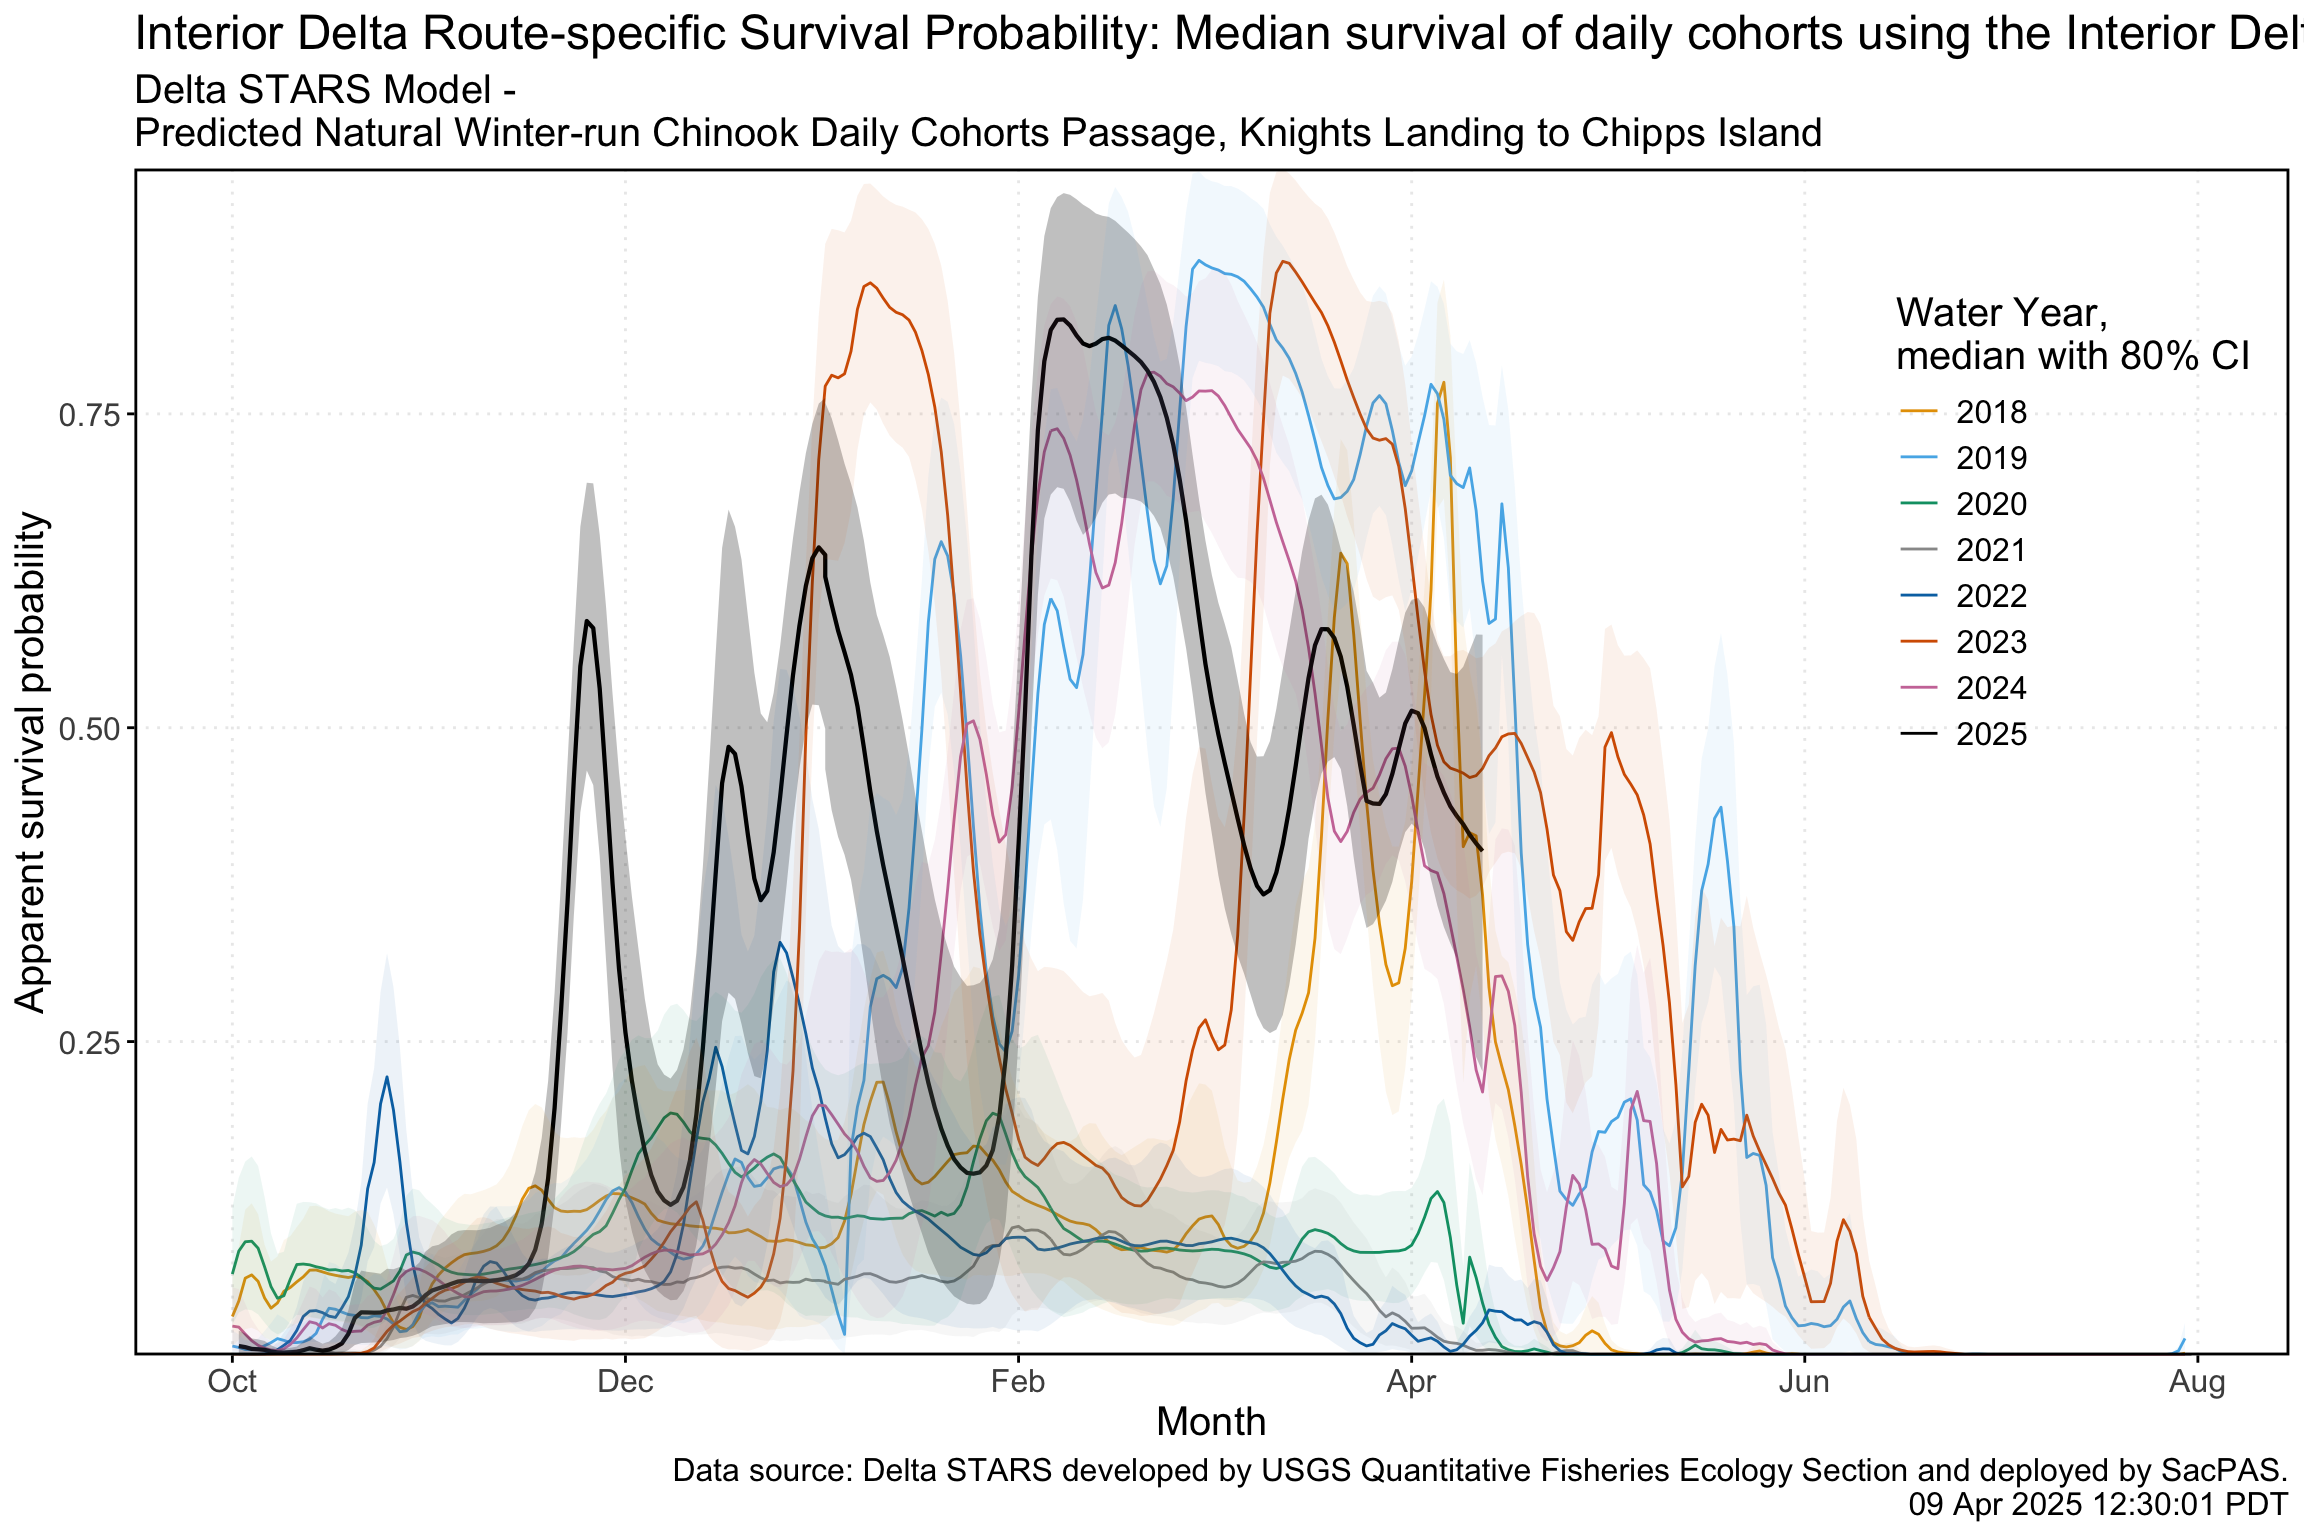 Interior Delta Route-specific Survival Probability: Median survival of daily cohorts using the Interior Del
Delta STARS Model -
Predicted Natural Winter-run Chinook Daily Cohorts Passage, Knights Landing to Chipps Island
Water Year,
median with 80% CI
2018
2019
2020
2021
2022
2023
2024
2025
0.75
0.50
0.25
Apparent survival probability
Oct Dec Feb Apr Jun Aug
Month
Data source: Delta STARS developed by USGS Quantitative Fisheries Ecology Section and deployed by SacPAS.
09 Apr 2025 12:30:01 PDT